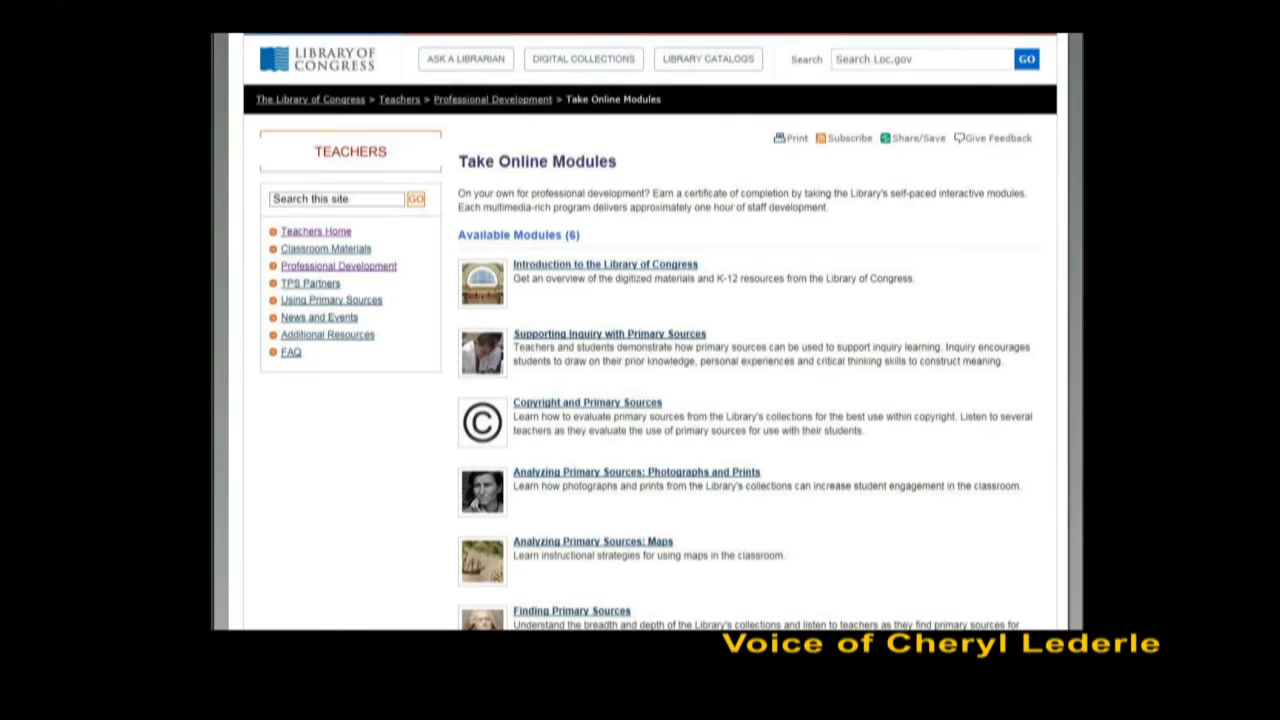 LIBRARY OF
CONGRESS
ASK A LIBRARIAN
DIGITAL COLLECTIONS
LIBRARY CATALOGS
Search
Search Loc.gov
GO
The Library of Congress > Teachers > Professional Development > Take Online Modules
Print
Subscribe
Share/Save
Give Feedback
TEACHERS
Search this site
GO
Teachers Home
Classroom Materials
Professional Development
TPS Partners
Using Primary Sources
News and Events
Additional Resources
FAQ
Take Online Modules
On your own for professional development? Earn a certificate of completion by taking the Library's self-paced interactive modules.
Each multimedia-rich program delivers approximately one hour of staff development.
Available Modules (6)
Introduction to the Library of Congress
Get an overview of the digitized materials and K-12 resources from the Library of Congress.
Supporting Inquiry with Primary Sources
Teachers and students demonstrate how primary sources can be used to support inquiry learning. Inquiry encourages
students to draw on their prior knowledge, personal experiences and critical thinking skills to construct meaning.
©
Copyright and Primary Sources
Learn how to evaluate primary sources from the Library's collections for the best use within copyright. Listen to several
teachers as they evaluate the use of primary sources for use with their students.
Analyzing Primary Sources: Photographs and Prints
Learn how photographs and prints from the Library's collections can increase student engagement in the classroom.
Analyzing Primary Sources: Maps
Learn instructional strategies for using maps in the classroom.
Finding Primary Sources
Understand the breadth and depth of the Library's collections and listen to teachers as they find primary sources for
Voice of Cheryl Lederle